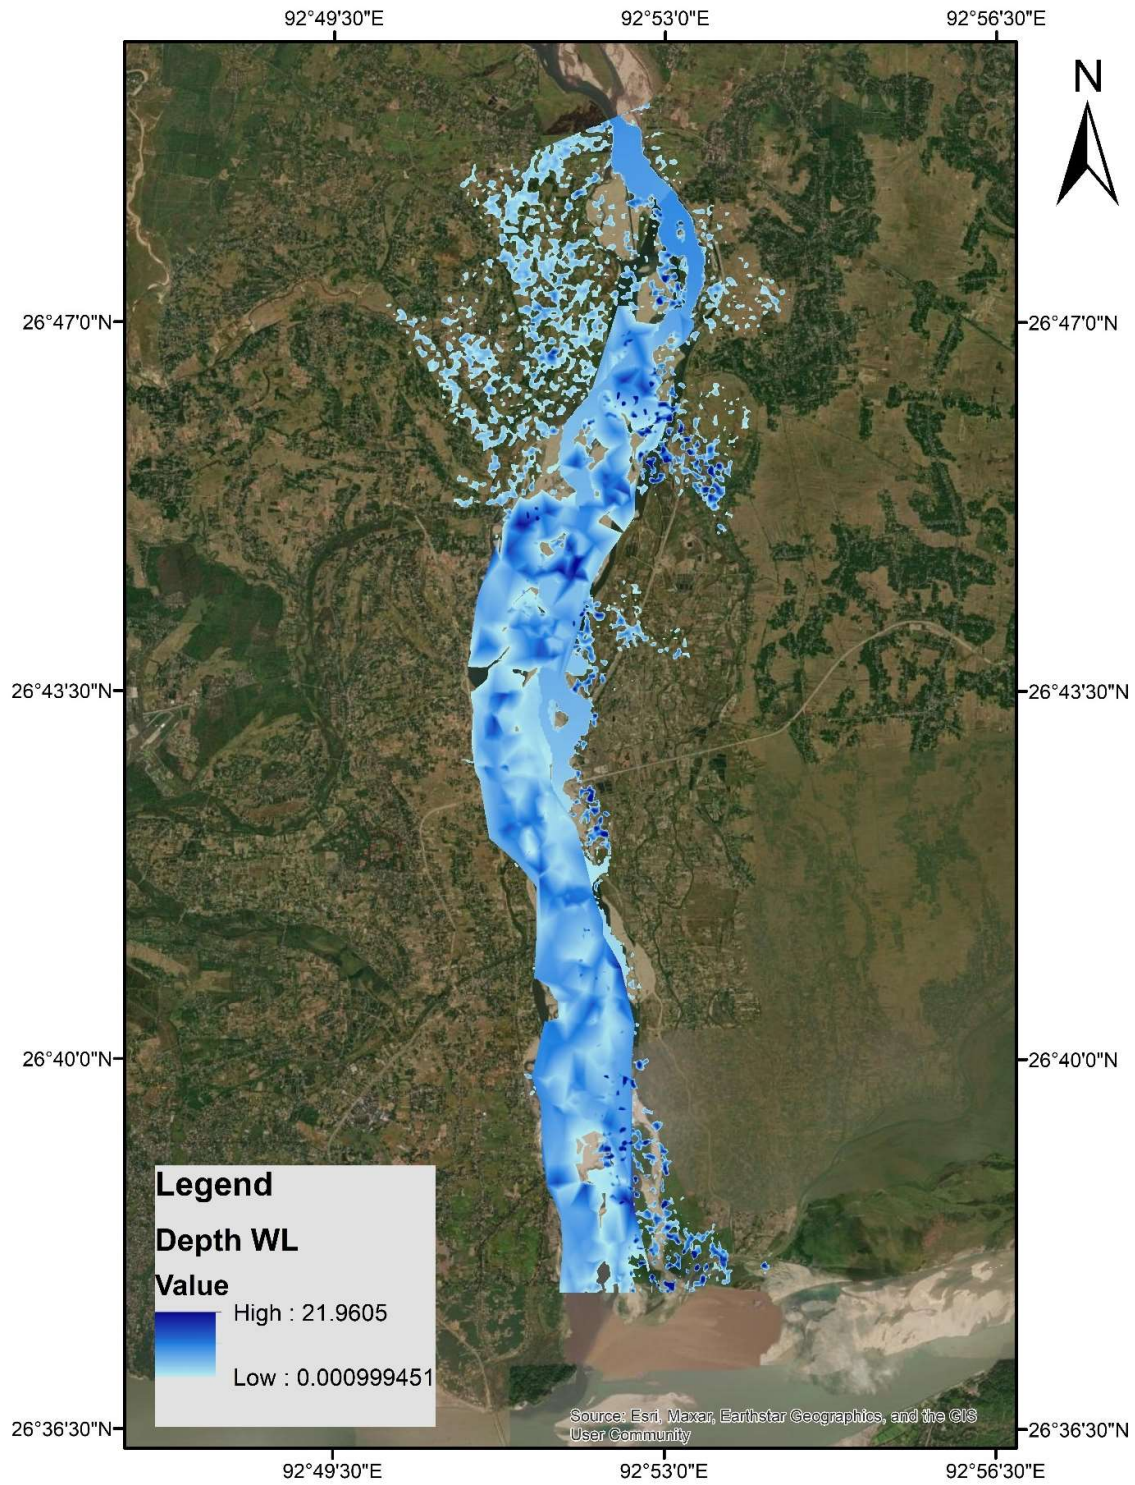 92°49'30"E 92°53'0"E 92°56'30"E
N
26°47'0"N 26°47'0"N
26°43'30"N 26°43'30"N
26°40'0"N 26°40'0"N
Legend
Depth WL
Value
High : 21.9605
Low : 0.000999451
Source: Esri, Maxar, Earthstar Geographics, and the GIS
User Community
26°36'30"N 26°36'30"N
92°49'30"E 92°53'0"E 92°56'30"E